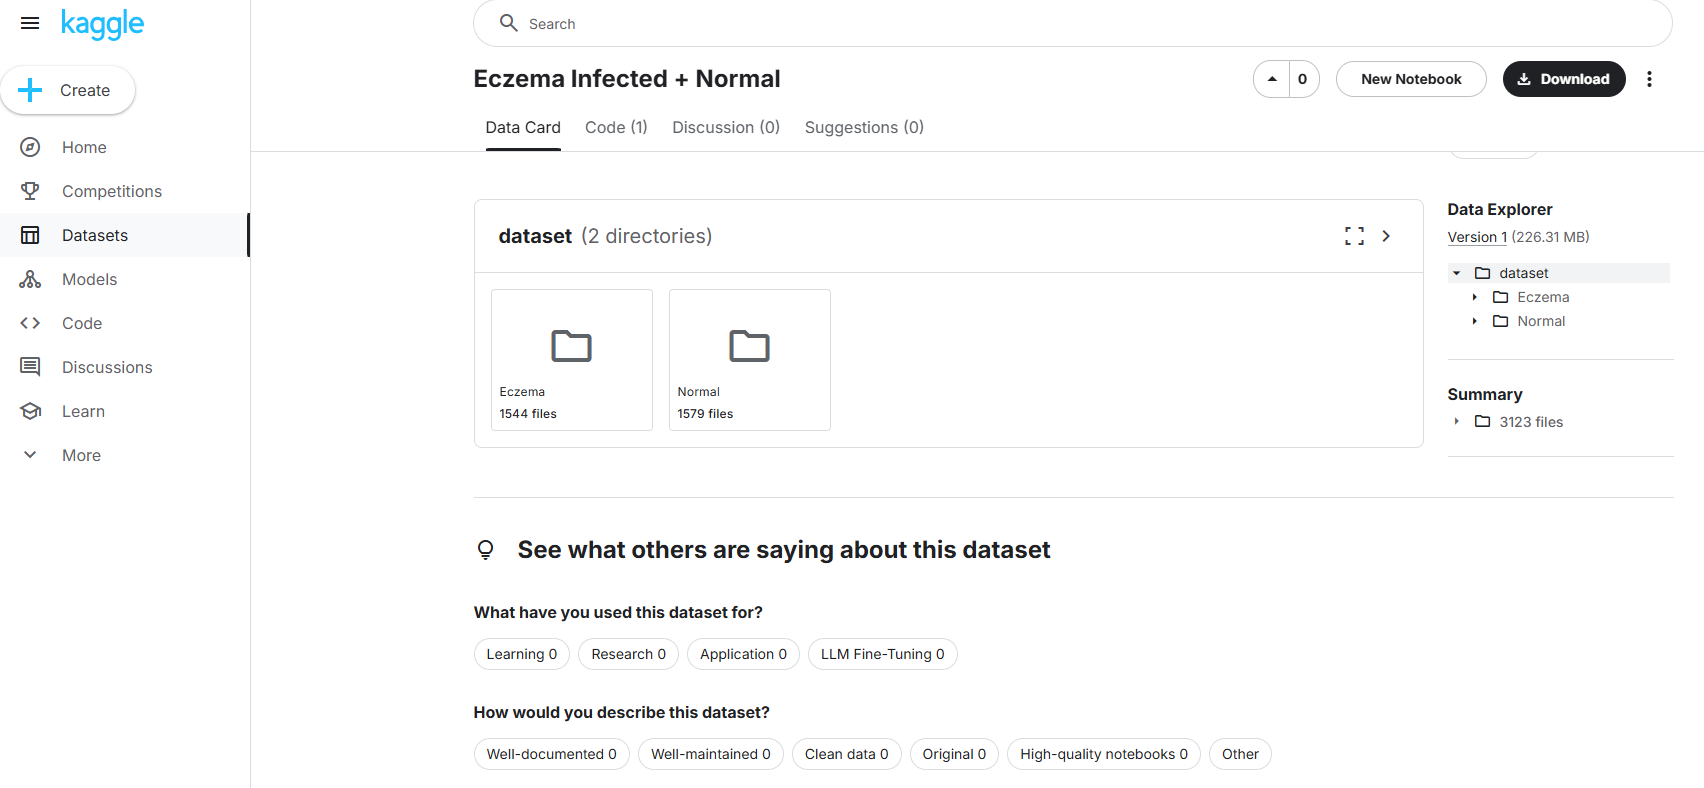 kaggle
Search
Create
Home
Competitions
Datasets
Models
Code
Discussions
Learn
More
Eczema Infected + Normal
0
New Notebook
Download
Data Card
Code (1)
Discussion (0)
Suggestions (0)
dataset (2 directories)
Eczema
1544 files
Normal
1579 files
Data Explorer
Version 1 (226.31 MB)
dataset
Eczema
Normal
Summary
3123 files
See what others are saying about this dataset
What have you used this dataset for?
Learning 0
Research 0
Application 0
LLM Fine-Tuning 0
How would you describe this dataset?
Well-documented 0
Well-maintained 0
Clean data 0
Original 0
High-quality notebooks 0
Other